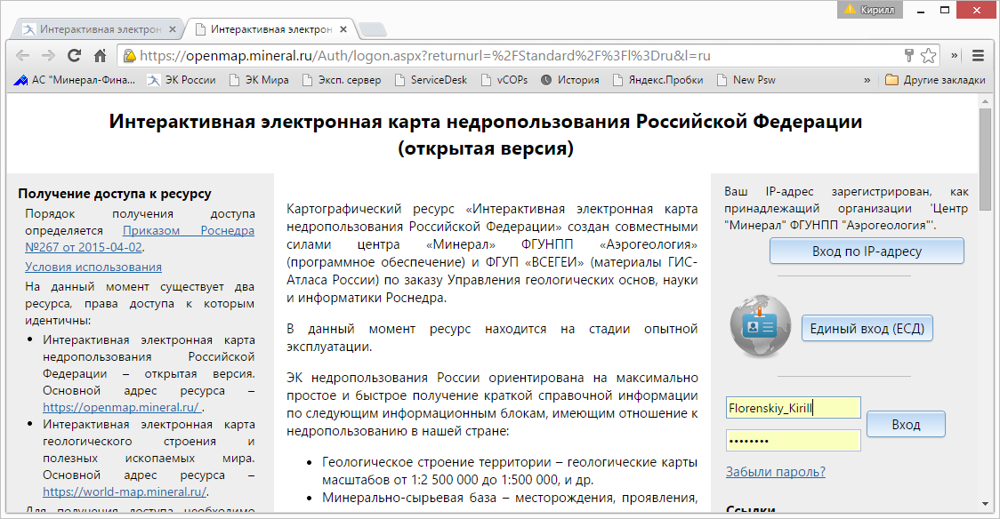 Кирилл
Интерактивная электрон
Интерактивная электрон
https://openmap.mineral.ru/Auth/logon.aspx?returnurl=%2FStandard%2F%3Fl%3Dru&l=ru
АС "Минерал-Фина...
ЭК России
ЭК Мира
Эксп. сервер
ServiceDesk
vCOPs
История
Яндекс.Пробки
New Psw
»
Другие закладки
Интерактивная электронная карта недропользования Российской Федерации
(открытая версия)
Получение доступа к ресурсу
Порядок получения доступа
определяется Приказом Роснедра
№267 от 2015-04-02.
Условия использования
На данный момент существует два
ресурса, права доступа к которым
идентичны:
• Интерактивная электронная карта
недропользования Российской
Федерации – открытая версия.
Основной адрес ресурса –
https://openmap.mineral.ru/ .
• Интерактивная электронная карта
геологического строения и
полезных ископаемых мира.
Основной адрес ресурса –
https://world-map.mineral.ru/.
Для получения доступа необходимо
Картографический ресурс «Интерактивная электронная карта
недропользования Российской Федерации» создан совместными
силами центра «Минерал» ФГУНПП «Аэрогеология»
(программное обеспечение) и ФГУП «ВСЕГЕИ» (материалы ГИС-
Атласа России) по заказу Управления геологических основ, науки
и информатики Роснедра.
В данный момент ресурс находится на стадии опытной
эксплуатации.
ЭК недропользования России ориентирована на максимально
простое и быстрое получение краткой справочной информации
по следующим информационным блокам, имеющим отношение к
недропользованию в нашей стране:
• Геологическое строение территории – геологические карты
масштабов от 1:2 500 000 до 1:500 000, и др.
• Минерально-сырьевая база – месторождения, проявления,
Ваш IP-адрес зарегистрирован, как
принадлежащий организации 'Центр
"Минерал" ФГУНПП "Аэрогеология"'.
Вход по IP-адресу
Единый вход (ЕСД)
Florenskiy_Kirill
••••••••
Вход
Забыли пароль?
Ссылки